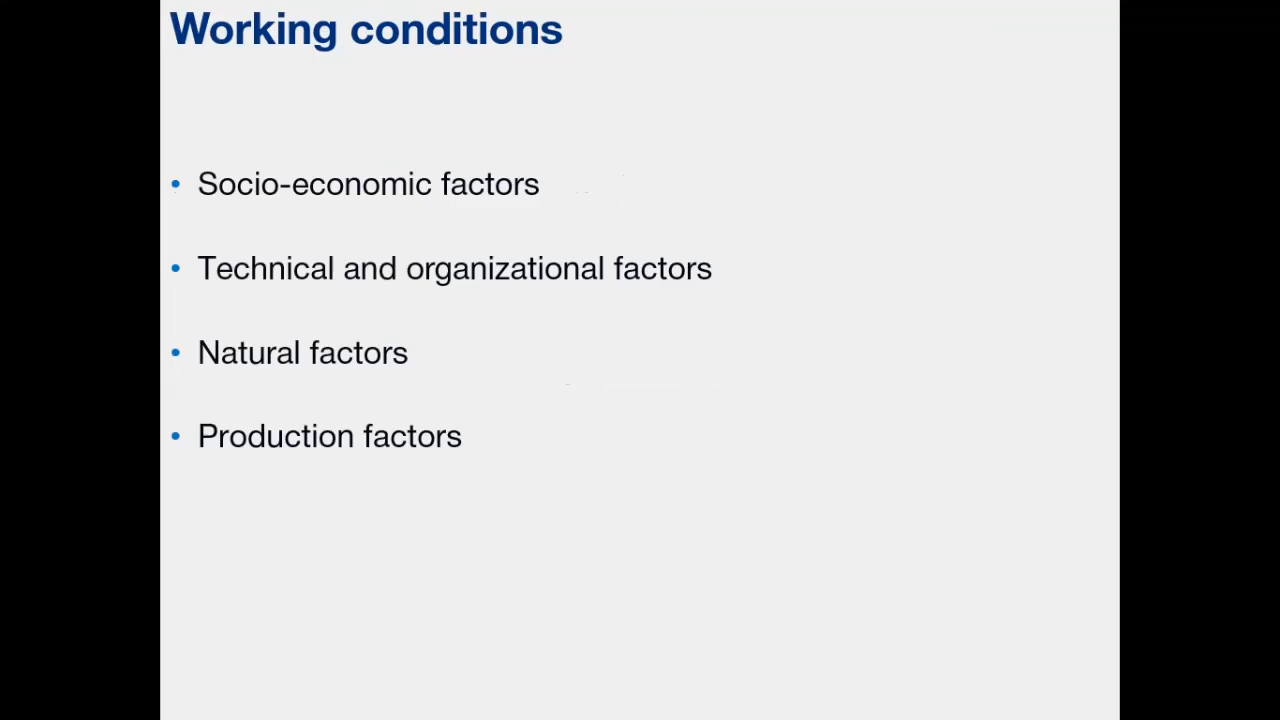 Working conditions
• Socio-economic factors
• Technical and organizational factors
• Natural factors
• Production factors